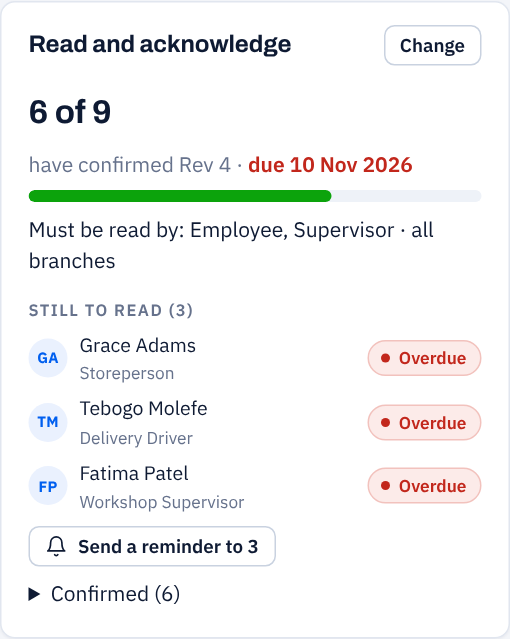 Read and acknowledge
Change
6 of 9
have confirmed Rev 4 · due 10 Nov 2026
Must be read by: Employee, Supervisor · all
branches
STILL TO READ (3)
GA
Grace Adams
Storeperson
Overdue
TM
Tebogo Molefe
Delivery Driver
Overdue
FP
Fatima Patel
Workshop Supervisor
Overdue
Send a reminder to 3
Confirmed (6)